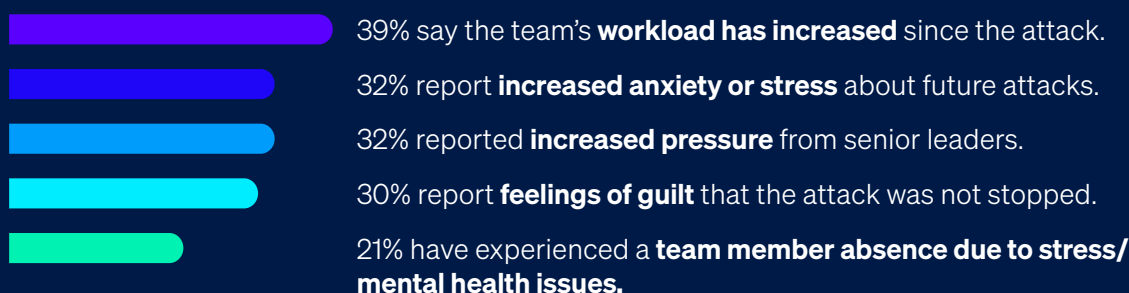 39% say the team’s workload has increased since the attack.
32% report increased anxiety or stress about future attacks.
32% reported increased pressure from senior leaders.
30% report feelings of guilt that the attack was not stopped.
21% have experienced a team member absence due to stress/
mental health issues.